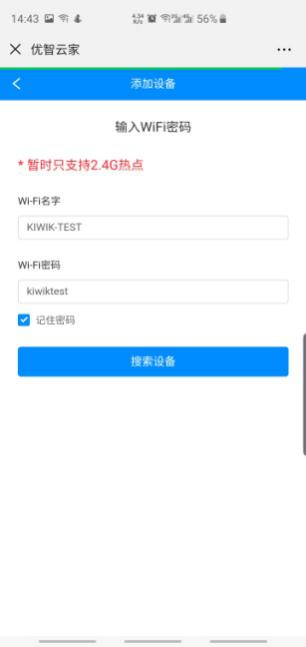 14:43
56%
优智云家
添加设备
输入WiFi密码
* 暂时只支持2.4G热点
Wi-Fi名字
KIWIK-TEST
Wi-Fi密码
kiwiktest
记住密码
搜索设备